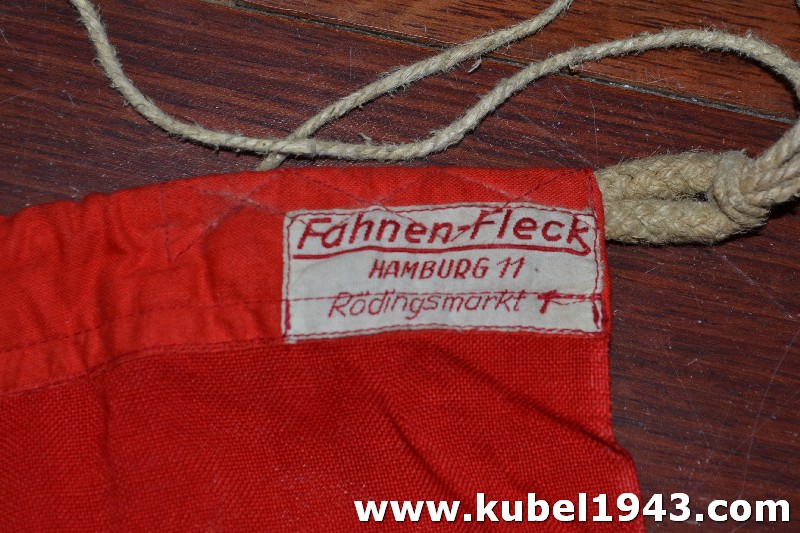 Fahnen-Fleck
HAMBURG 11
Rödingsmarkt
www.kubel1943.com